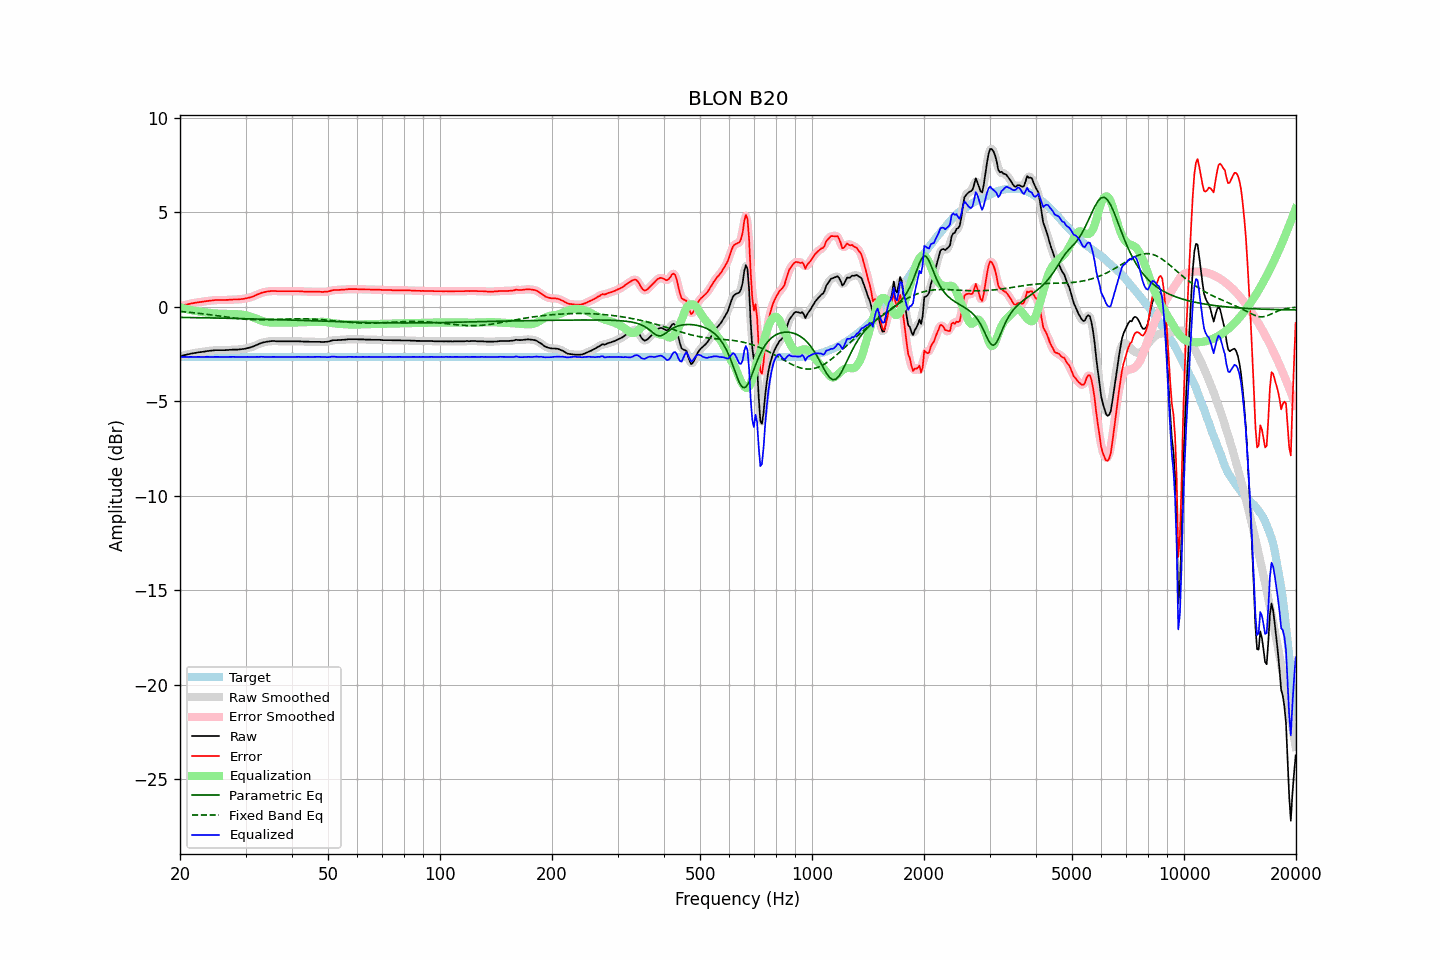 BLON B20
10
5
0
−5
−10
−15
−20
−25
Amplitude (dBr)
Target
Raw Smoothed
Error Smoothed
Raw
Error
Equalization
Parametric Eq
Fixed Band Eq
Equalized
20 50 100 200 500 1000 2000 5000 10000 20000
Frequency (Hz)